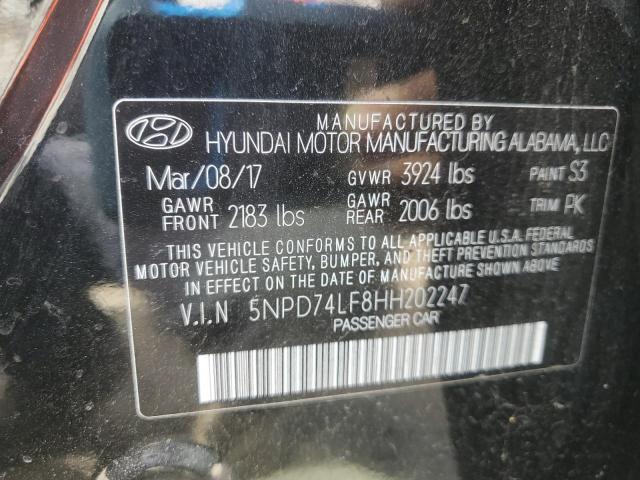 MANUFACTURED BY
HYUNDAI MOTOR MANUFACTURING ALABAMA, LLC
Mar/08/17 GVWR 3924 lbs PAINT S3
GAWR FRONT 2183 lbs GAWR REAR 2006 lbs TRIM PK
THIS VEHICLE CONFORMS TO ALL APPLICABLE U.S.A. FEDERAL
MOTOR VEHICLE SAFETY, BUMPER, AND THEFT PREVENTION STANDARDS
IN EFFECT ON THE DATE OF MANUFACTURE SHOWN ABOVE
V.I.N 5NPD74LF8HH202247
PASSENGER CAR